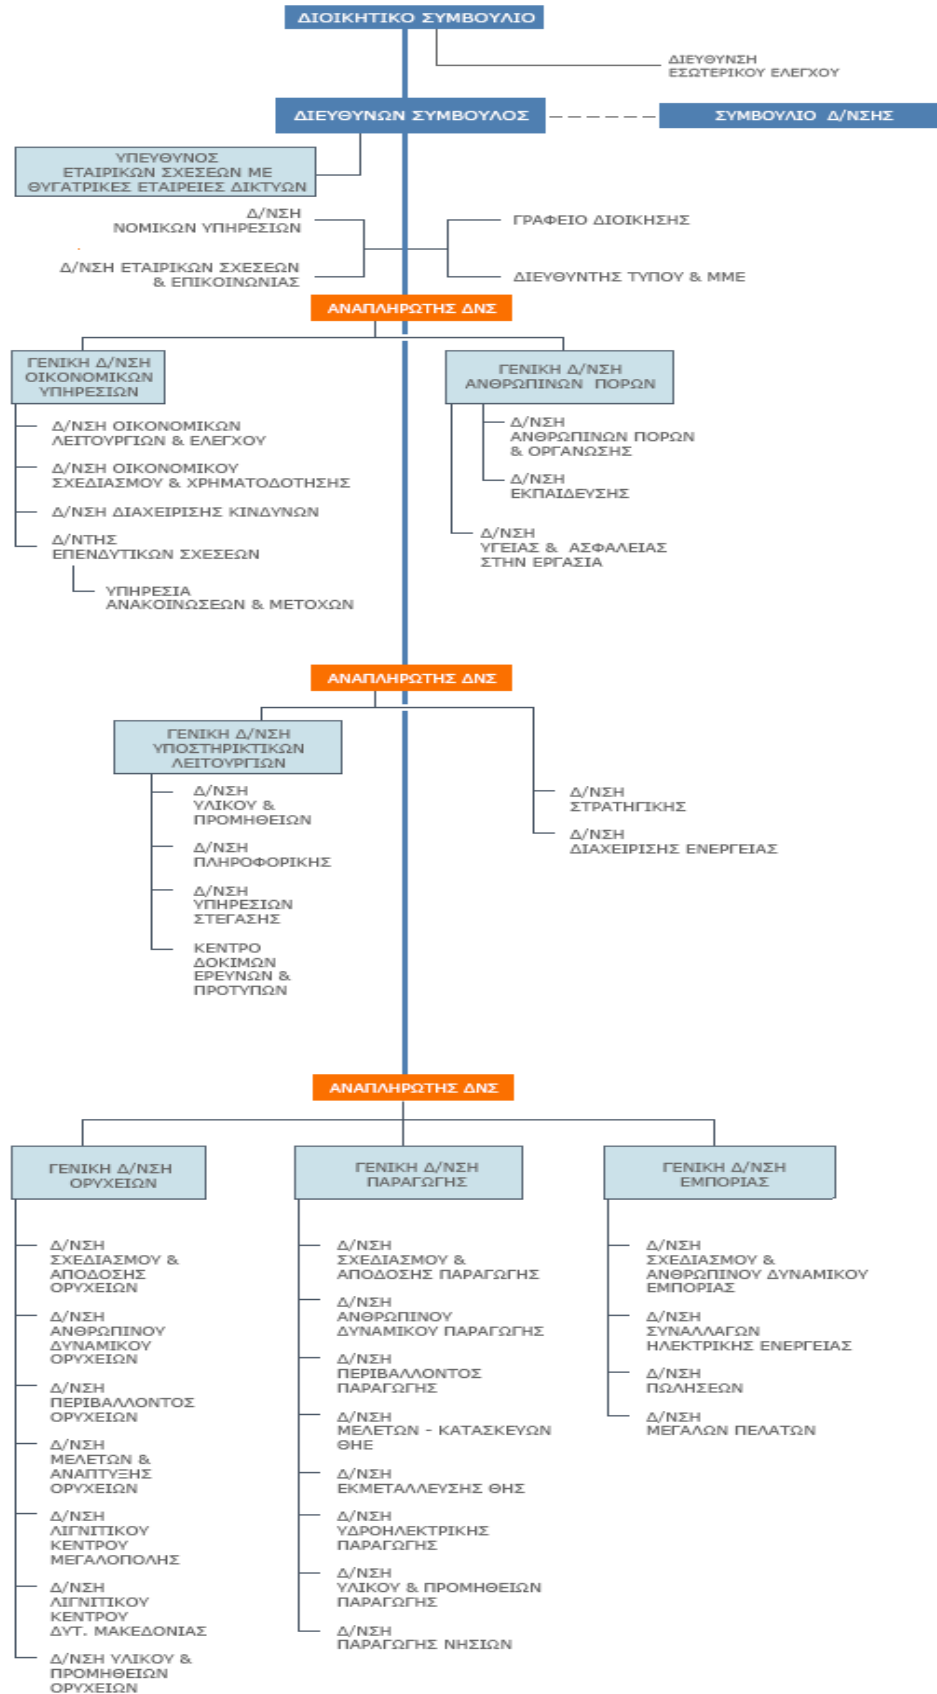 ΔΙΟΙΚΗΤΙΚΟ ΣΥΜΒΟΥΛΙΟ
ΔΙΕΥΘΥΝΣΗ
ΕΣΩΤΕΡΙΚΟΥ ΕΛΕΓΧΟΥ
ΔΙΕΥΘΥΝΩΝ ΣΥΜΒΟΥΛΟΣ
ΣΥΜΒΟΥΛΙΟ Δ/ΝΣΗΣ
ΥΠΕΥΘΥΝΟΣ
ΕΤΑΙΡΙΚΩΝ ΣΧΕΣΕΩΝ ΜΕ
ΘΥΓΑΤΡΙΚΕΣ ΕΤΑΙΡΕΙΕΣ ΔΙΚΤΥΩΝ
Δ/ΝΣΗ
ΝΟΜΙΚΩΝ ΥΠΗΡΕΣΙΩΝ
ΓΡΑΦΕΙΟ ΔΙΟΙΚΗΣΗΣ
Δ/ΝΣΗ ΕΤΑΙΡΙΚΩΝ ΣΧΕΣΕΩΝ
& ΕΠΙΚΟΙΝΩΝΙΑΣ
ΔΙΕΥΘΥΝΤΗΣ ΤΥΠΟΥ & ΜΜΕ
ΑΝΑΠΛΗΡΩΤΗΣ ΔΝΣ
ΓΕΝΙΚΗ Δ/ΝΣΗ
ΟΙΚΟΝΟΜΙΚΩΝ
ΥΠΗΡΕΣΙΩΝ
Δ/ΝΣΗ ΟΙΚΟΝΟΜΙΚΩΝ
ΛΕΙΤΟΥΡΓΙΩΝ & ΕΛΕΓΧΟΥ
Δ/ΝΣΗ ΟΙΚΟΝΟΜΙΚΟΥ
ΣΧΕΔΙΑΣΜΟΥ & ΧΡΗΜΑΤΟΔΟΤΗΣΗΣ
Δ/ΝΣΗ ΔΙΑΧΕΙΡΙΣΗΣ ΚΙΝΔΥΝΩΝ
Δ/ΝΤΗΣ
ΕΠΕΝΔΥΤΙΚΩΝ ΣΧΕΣΕΩΝ
ΥΠΗΡΕΣΙΑ
ΑΝΑΚΟΙΝΩΣΕΩΝ & ΜΕΤΟΧΩΝ
ΓΕΝΙΚΗ Δ/ΝΣΗ
ΑΝΘΡΩΠΙΝΩΝ ΠΟΡΩΝ
Δ/ΝΣΗ
ΑΝΘΡΩΠΙΝΩΝ ΠΟΡΩΝ
& ΟΡΓΑΝΩΣΗΣ
Δ/ΝΣΗ
ΕΚΠΑΙΔΕΥΣΗΣ
Δ/ΝΣΗ
ΥΓΕΙΑΣ & ΑΣΦΑΛΕΙΑΣ
ΣΤΗΝ ΕΡΓΑΣΙΑ
ΑΝΑΠΛΗΡΩΤΗΣ ΔΝΣ
ΓΕΝΙΚΗ Δ/ΝΣΗ
ΥΠΟΣΤΗΡΙΚΤΙΚΩΝ
ΛΕΙΤΟΥΡΓΙΩΝ
Δ/ΝΣΗ
ΥΛΙΚΟΥ &
ΠΡΟΜΗΘΕΙΩΝ
Δ/ΝΣΗ
ΠΛΗΡΟΦΟΡΙΚΗΣ
Δ/ΝΣΗ
ΥΠΗΡΕΣΙΩΝ
ΣΤΕΓΑΣΗΣ
ΚΕΝΤΡΟ
ΔΟΚΙΜΩΝ
ΕΡΕΥΝΩΝ &
ΠΡΟΤΥΠΩΝ
Δ/ΝΣΗ
ΣΤΡΑΤΗΓΙΚΗΣ
Δ/ΝΣΗ
ΔΙΑΧΕΙΡΙΣΗΣ ΕΝΕΡΓΕΙΑΣ
ΑΝΑΠΛΗΡΩΤΗΣ ΔΝΣ
ΓΕΝΙΚΗ Δ/ΝΣΗ
ΟΡΥΧΕΙΩΝ
Δ/ΝΣΗ
ΣΧΕΔΙΑΣΜΟΥ &
ΑΠΟΔΟΣΗΣ
ΟΡΥΧΕΙΩΝ
Δ/ΝΣΗ
ΑΝΘΡΩΠΙΝΟΥ
ΔΥΝΑΜΙΚΟΥ
ΟΡΥΧΕΙΩΝ
Δ/ΝΣΗ
ΠΕΡΙΒΑΛΛΟΝΤΟΣ
ΟΡΥΧΕΙΩΝ
Δ/ΝΣΗ
ΜΕΛΕΤΩΝ &
ΑΝΑΠΤΥΞΗΣ
ΟΡΥΧΕΙΩΝ
Δ/ΝΣΗ
ΛΙΓΝΙΤΙΚΟΥ
ΚΕΝΤΡΟΥ
ΜΕΓΑΛΟΠΟΛΗΣ
Δ/ΝΣΗ
ΛΙΓΝΙΤΙΚΟΥ
ΚΕΝΤΡΟΥ
ΔΥΤ. ΜΑΚΕΔΟΝΙΑΣ
Δ/ΝΣΗ ΥΛΙΚΟΥ &
ΠΡΟΜΗΘΕΙΩΝ
ΟΡΥΧΕΙΩΝ
ΓΕΝΙΚΗ Δ/ΝΣΗ
ΠΑΡΑΓΩΓΗΣ
Δ/ΝΣΗ
ΣΧΕΔΙΑΣΜΟΥ &
ΑΠΟΔΟΣΗΣ ΠΑΡΑΓΩΓΗΣ
Δ/ΝΣΗ
ΑΝΘΡΩΠΙΝΟΥ
ΔΥΝΑΜΙΚΟΥ ΠΑΡΑΓΩΓΗΣ
Δ/ΝΣΗ
ΠΕΡΙΒΑΛΛΟΝΤΟΣ
ΠΑΡΑΓΩΓΗΣ
Δ/ΝΣΗ
ΜΕΛΕΤΩΝ - ΚΑΤΑΣΚΕΥΩΝ
ΘΗΕ
Δ/ΝΣΗ
ΕΚΜΕΤΑΛΛΕΥΣΗΣ ΘΗΣ
Δ/ΝΣΗ
ΥΔΡΟΗΛΕΚΤΡΙΚΗΣ
ΠΑΡΑΓΩΓΗΣ
Δ/ΝΣΗ
ΥΛΙΚΟΥ & ΠΡΟΜΗΘΕΙΩΝ
ΠΑΡΑΓΩΓΗΣ
Δ/ΝΣΗ
ΠΑΡΑΓΩΓΗΣ ΝΗΣΙΩΝ
ΓΕΝΙΚΗ Δ/ΝΣΗ
ΕΜΠΟΡΙΑΣ
Δ/ΝΣΗ
ΣΧΕΔΙΑΣΜΟΥ &
ΑΝΘΡΩΠΙΝΟΥ ΔΥΝΑΜΙΚΟΥ
ΕΜΠΟΡΙΑΣ
Δ/ΝΣΗ
ΣΥΝΑΛΛΑΓΩΝ
ΗΛΕΚΤΡΙΚΗΣ ΕΝΕΡΓΕΙΑΣ
Δ/ΝΣΗ
ΠΩΛΗΣΕΩΝ
Δ/ΝΣΗ
ΜΕΓΑΛΩΝ ΠΕΛΑΤΩΝ